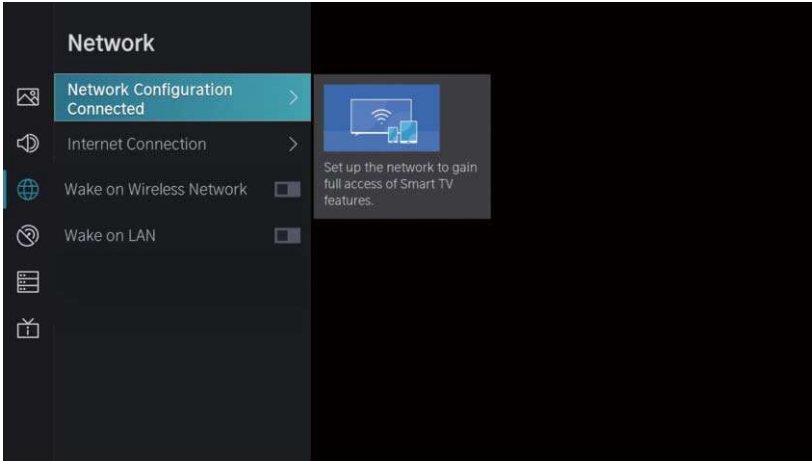 Network
Network Configuration
Connected
Internet Connection
Wake on Wireless Network
Wake on LAN
Set up the network to gain
full access of Smart TV
features.